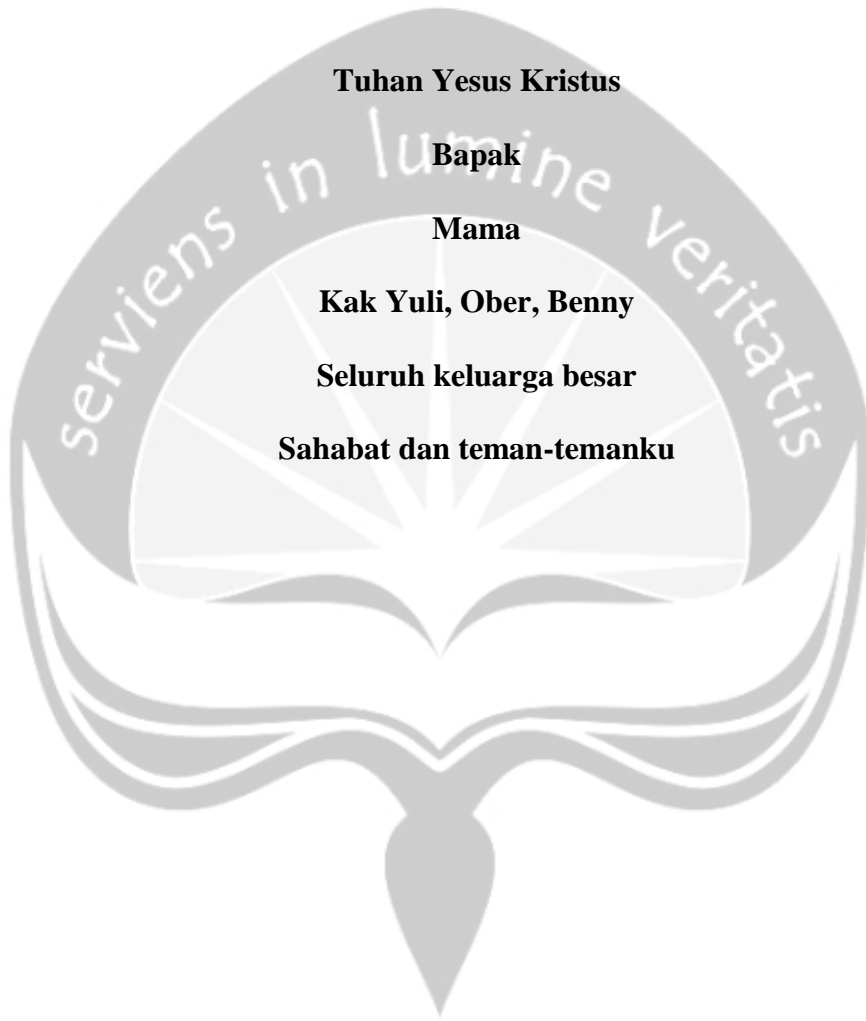 Tuhan Yesus Kristus
Bapak
Mama
Kak Yuli, Ober, Benny
Seluruh keluarga besar
Sahabat dan teman-temanku
serviens in lumine veritatis